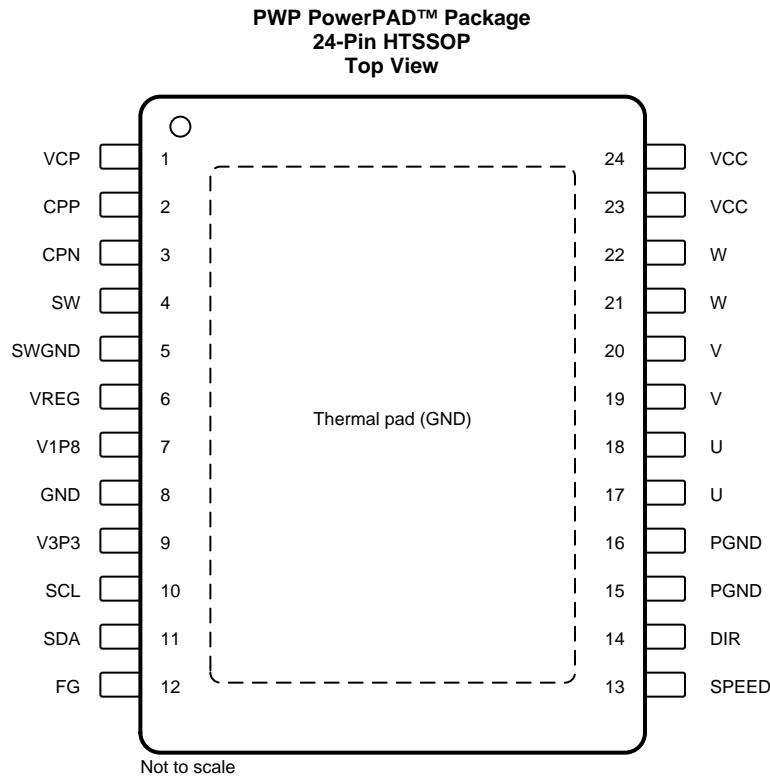 PWP PowerPAD™ Package
24-Pin HTSSOP
Top View
VCP 1 24 VCC
CPP 2 23 VCC
CPN 3 22 W
SW 4 21 W
SWGND 5 20 V
VREG 6 19 V
Thermal pad (GND)
V1P8 7 18 U
GND 8 17 U
V3P3 9 16 PGND
SCL 10 15 PGND
SDA 11 14 DIR
FG 12 13 SPEED
Not to scale